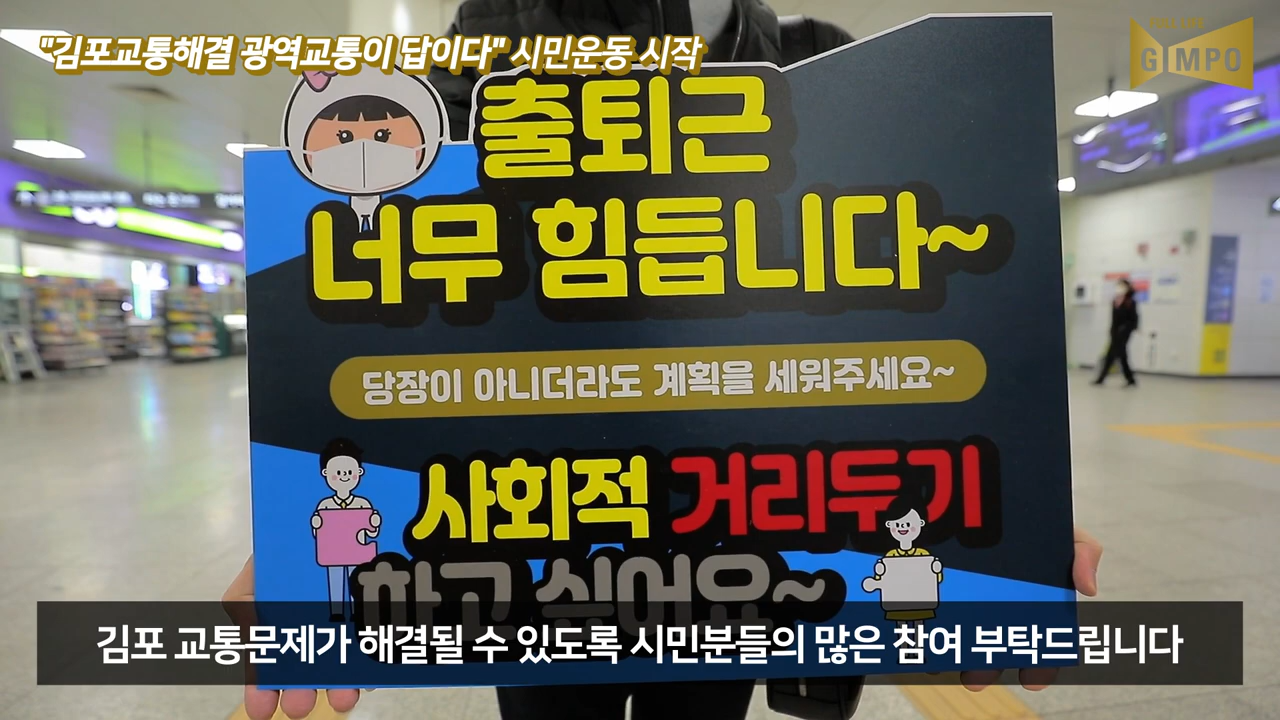 "김포교통해결 광역교통이 답이다" 시민운동 시작
GIMPO
출퇴근
너무 힘듭니다~
당장이 아니더라도 계획을 세워주세요~
사회적 거리두기
하고 싶어요~
김포 교통문제가 해결될 수 있도록 시민분들의 많은 참여 부탁드립니다